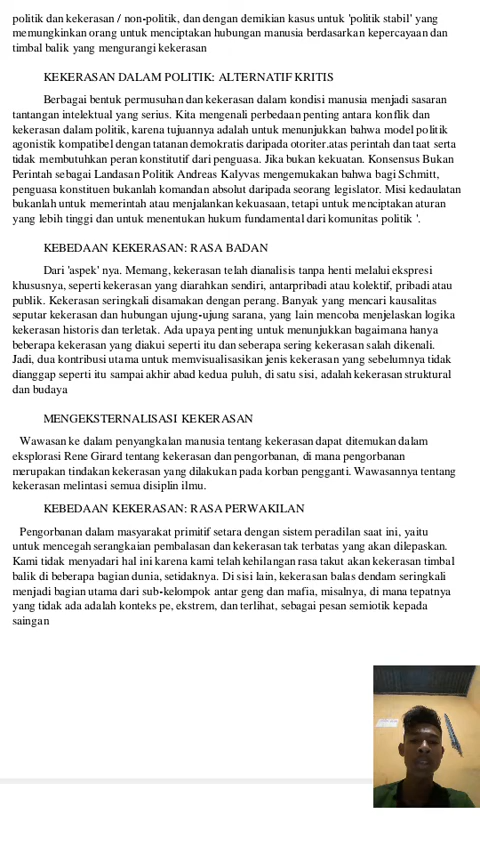 politik dan kekerasan / non-politik, dan dengan demikian kasus untuk 'politik stabil' yang
memungkinkan orang untuk menciptakan hubungan manusia berdasarkan kepercayaan dan
timbal balik yang mengurangi kekerasan
KEKERASAN DALAM POLITIK: ALTERNATIF KRITIS
Berbagai bentuk permusuhan dan kekerasan dalam kondisi manusia menjadi sasaran
tantangan intelektual yang serius. Kita mengenali perbedaan penting antara konflik dan
kekerasan dalam politik, karena tujuannya adalah untuk menunjukkan bahwa model politik
agonistik kompatibel dengan tatanan demokratis daripada otoriter.atas perintah dan taat serta
tidak membutuhkan peran konstitutif dari penguasa. Jika bukan kekuatan. Konsensus Bukan
Perintah sebagai Landasan Politik Andreas Kalyvas mengemukakan bahwa bagi Schmitt,
penguasa konstituen bukanlah komandan absolut daripada seorang legislator. Misi kedaulatan
bukanlah untuk memerintah atau menjalankan kekuasaan, tetapi untuk menciptakan aturan
yang lebih tinggi dan untuk menentukan hukum fundamental dari komunitas politik '.
KEBEDAAN KEKERASAN: RASA BADAN
Dari 'aspek' nya. Memang, kekerasan telah dianalisis tanpa henti melalui ekspresi
khususnya, seperti kekerasan yang diarahkan sendiri, antarpribadi atau kolektif, pribadi atau
publik. Kekerasan seringkali disamakan dengan perang. Banyak yang mencari kausalitas
seputar kekerasan dan hubungan ujung-ujung sarana, yang lain mencoba menjelaskan logika
kekerasan historis dan terletak. Ada upaya penting untuk menunjukkan bagaimana hanya
beberapa kekerasan yang diakui seperti itu dan seberapa sering kekerasan salah dikenali.
Jadi, dua kontribusi utama untuk memvisualisasikan jenis kekerasan yang sebelumnya tidak
dianggap seperti itu sampai akhir abad kedua puluh, di satu sisi, adalah kekerasan struktural
dan budaya
MENGEKSTERNALISASI KEKERASAN
Wawasan ke dalam penyangkalan manusia tentang kekerasan dapat ditemukan dalam
eksplorasi Rene Girard tentang kekerasan dan pengorbanan, di mana pengorbanan
merupakan tindakan kekerasan yang dilakukan pada korban pengganti. Wawasannya tentang
kekerasan melintasi semua disiplin ilmu.
KEBEDAAN KEKERASAN: RASA PERWAKILAN
Pengorbanan dalam masyarakat primitif setara dengan sistem peradilan saat ini, yaitu
untuk mencegah serangkaian pembalasan dan kekerasan tak terbatas yang akan dilepaskan.
Kami tidak menyadari hal ini karena kami telah kehilangan rasa takut akan kekerasan timbal
balik di beberapa bagian dunia, setidaknya. Di sisi lain, kekerasan balas dendam seringkali
menjadi bagian utama dari sub-kelompok antar geng dan mafia, misalnya, di mana tepatnya
yang tidak ada adalah konteks pe, ekstrem, dan terlihat, sebagai pesan semiotik kepada
saingan